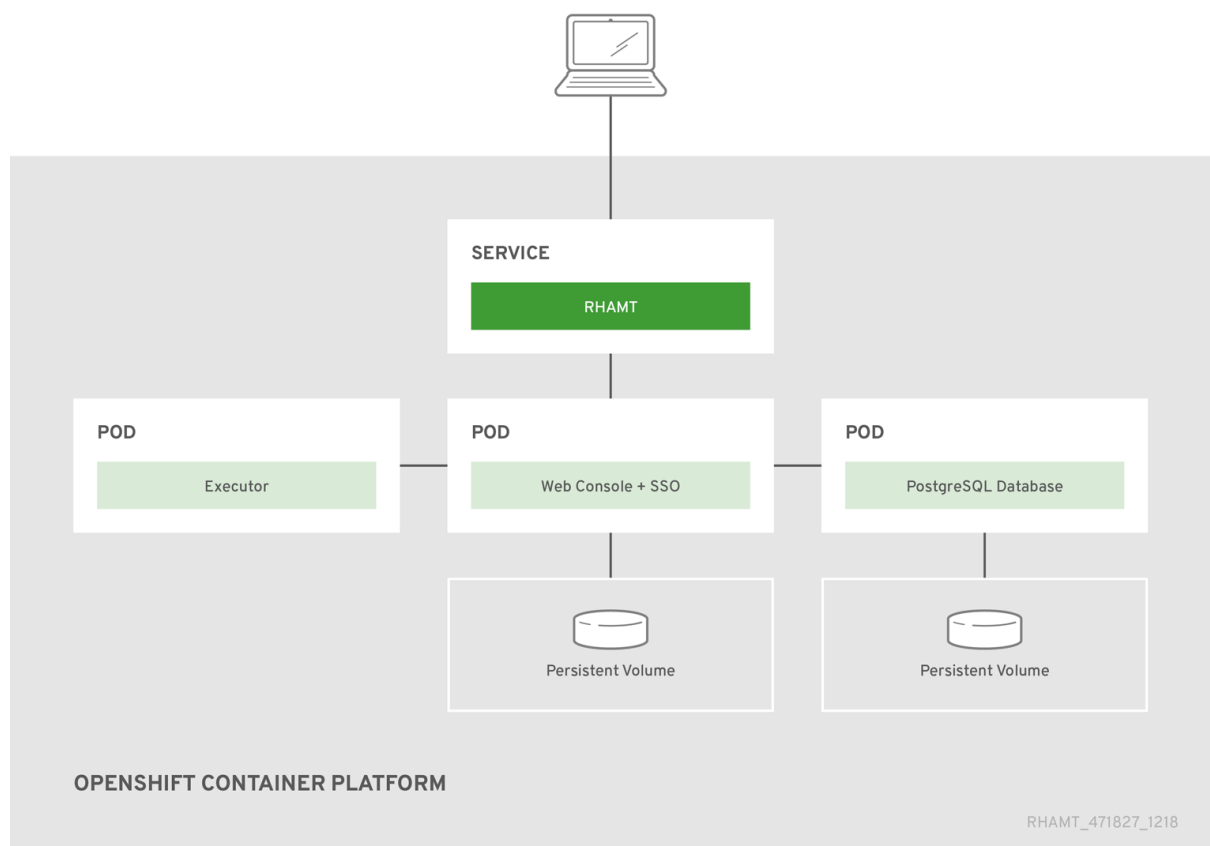 SERVICE
RHAMT
POD
Executor
POD
Web Console + SSO
POD
PostgreSQL Database
Persistent Volume
Persistent Volume
OPENSHIFT CONTAINER PLATFORM
RHAMT_471827_1218